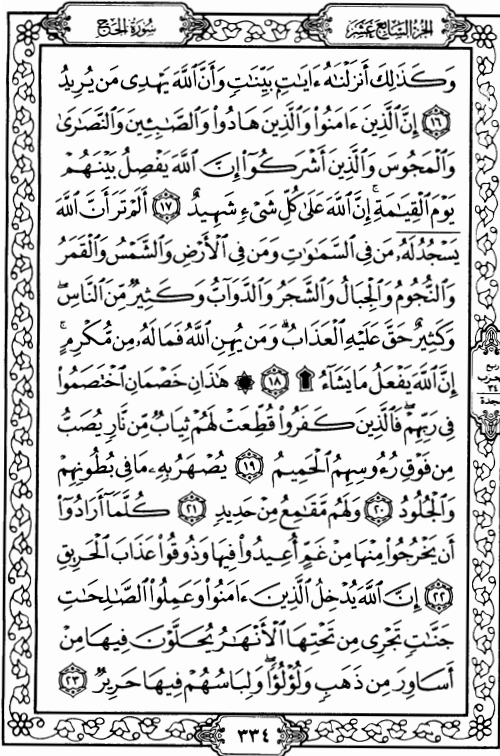 الجزء السابع عشر
سورة الحج
وَكَذَٰلِكَ أَنزَلْنَٰهُ ءَايَٰتٍۭ بَيِّنَٰتٍ وَأَنَّ ٱللَّهَ يَهْدِى مَن يُرِيدُ
۝١٦ إِنَّ ٱلَّذِينَ ءَامَنُوا۟ وَٱلَّذِينَ هَادُوا۟ وَٱلصَّٰبِـِٔينَ وَٱلنَّصَٰرَىٰ
وَٱلْمَجُوسَ وَٱلَّذِينَ أَشْرَكُوٓا۟ إِنَّ ٱللَّهَ يَفْصِلُ بَيْنَهُمْ
يَوْمَ ٱلْقِيَٰمَةِ ۚ إِنَّ ٱللَّهَ عَلَىٰ كُلِّ شَىْءٍ شَهِيدٌ ۝١٧ أَلَمْ تَرَ أَنَّ ٱللَّهَ
يَسْجُدُ لَهُۥ مَن فِى ٱلسَّمَٰوَٰتِ وَمَن فِى ٱلْأَرْضِ وَٱلشَّمْسُ وَٱلْقَمَرُ
وَٱلنُّجُومُ وَٱلْجِبَالُ وَٱلشَّجَرُ وَٱلدَّوَآبُّ وَكَثِيرٌ مِّنَ ٱلنَّاسِ ۖ
وَكَثِيرٌ حَقَّ عَلَيْهِ ٱلْعَذَابُ ۗ وَمَن يُهِنِ ٱللَّهُ فَمَا لَهُۥ مِن مُّكْرِمٍ ۚ
إِنَّ ٱللَّهَ يَفْعَلُ مَا يَشَآءُ ۩ ۝١٨ ۞ هَٰذَانِ خَصْمَانِ ٱخْتَصَمُوا۟
فِى رَبِّهِمْ ۖ فَٱلَّذِينَ كَفَرُوا۟ قُطِّعَتْ لَهُمْ ثِيَابٌ مِّن نَّارٍ يُصَبُّ
مِن فَوْقِ رُءُوسِهِمُ ٱلْحَمِيمُ ۝١٩ يُصْهَرُ بِهِۦ مَا فِى بُطُونِهِمْ
وَٱلْجُلُودُ ۝٢٠ وَلَهُم مَّقَٰمِعُ مِنْ حَدِيدٍ ۝٢١ كُلَّمَآ أَرَادُوٓا۟
أَن يَخْرُجُوا۟ مِنْهَا مِنْ غَمٍّ أُعِيدُوا۟ فِيهَا وَذُوقُوا۟ عَذَابَ ٱلْحَرِيقِ
۝٢٢ إِنَّ ٱللَّهَ يُدْخِلُ ٱلَّذِينَ ءَامَنُوا۟ وَعَمِلُوا۟ ٱلصَّٰلِحَٰتِ
جَنَّٰتٍ تَجْرِى مِن تَحْتِهَا ٱلْأَنْهَٰرُ يُحَلَّوْنَ فِيهَا مِنْ
أَسَاوِرَ مِن ذَهَبٍ وَلُؤْلُؤًا ۖ وَلِبَاسُهُمْ فِيهَا حَرِيرٌ ۝٢٣
٣٣٤